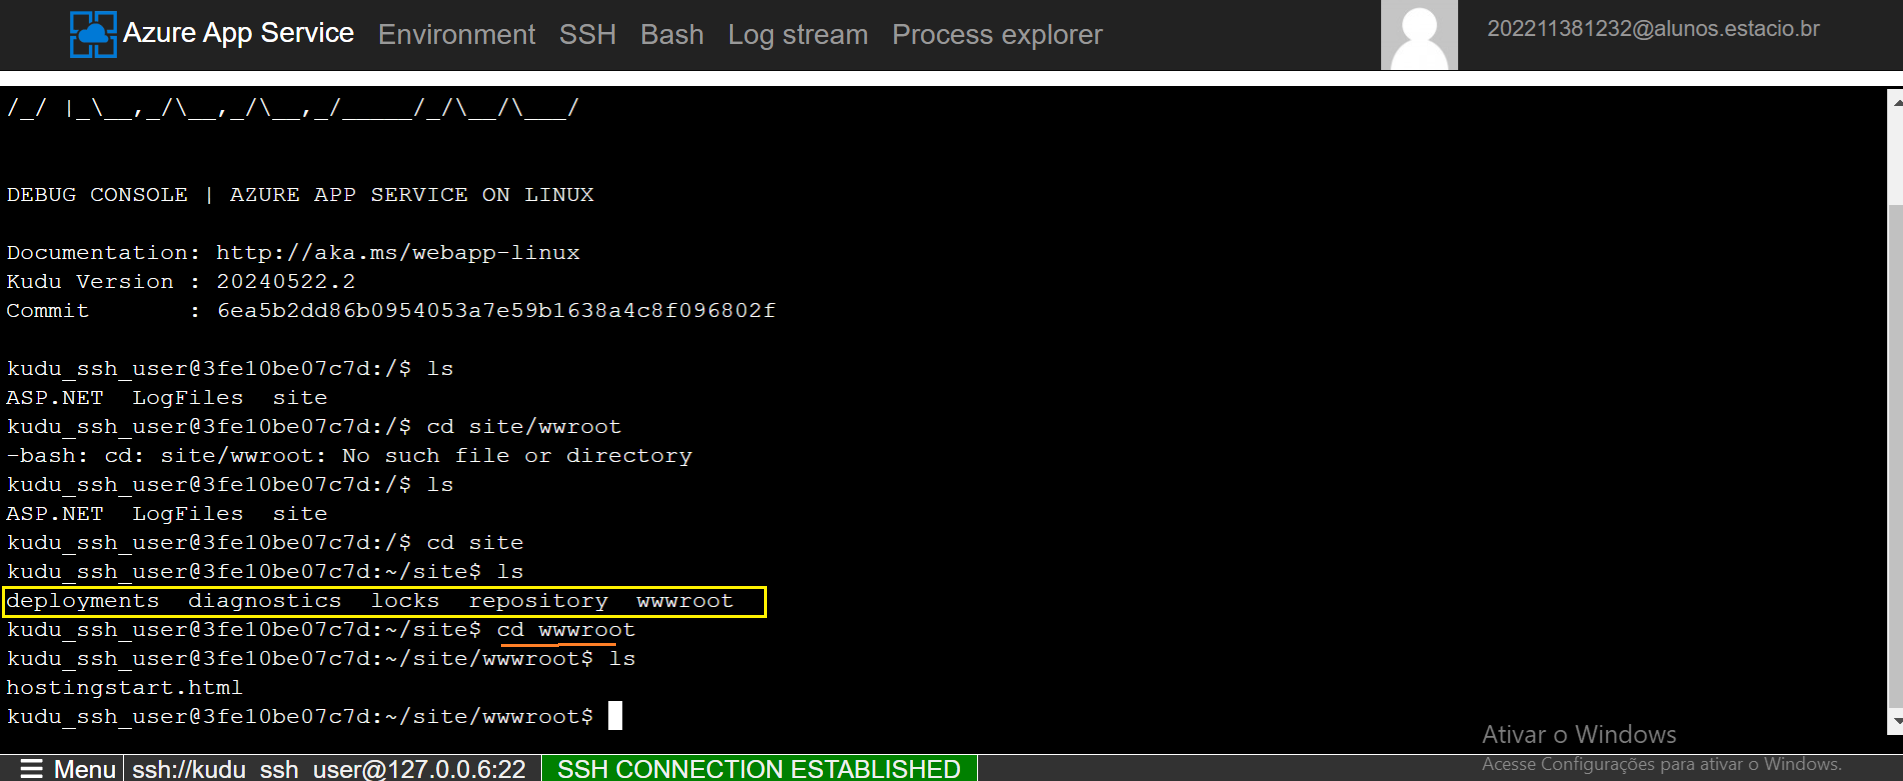 Azure App Service Environment SSH Bash Log stream Process explorer 202211381232@alunos.estacio.br
/_/ |_\__,_/\__,_/\__,_/_____/_/\__/\___/
DEBUG CONSOLE | AZURE APP SERVICE ON LINUX
Documentation: http://aka.ms/webapp-linux
Kudu Version : 20240522.2
Commit       : 6ea5b2dd86b0954053a7e59b1638a4c8f096802f
kudu_ssh_user@3fe10be07c7d:/$ ls
ASP.NET  LogFiles  site
kudu_ssh_user@3fe10be07c7d:/$ cd site/wwroot
-bash: cd: site/wwroot: No such file or directory
kudu_ssh_user@3fe10be07c7d:/$ ls
ASP.NET  LogFiles  site
kudu_ssh_user@3fe10be07c7d:/$ cd site
kudu_ssh_user@3fe10be07c7d:~/site$ ls
deployments  diagnostics  locks  repository  wwwroot
kudu_ssh_user@3fe10be07c7d:~/site$ cd wwwroot
kudu_ssh_user@3fe10be07c7d:~/site/wwwroot$ ls
hostingstart.html
kudu_ssh_user@3fe10be07c7d:~/site/wwwroot$
Ativar o Windows
Acesse Configurações para ativar o Windows.
Menu ssh://kudu_ssh_user@127.0.0.6:22 SSH CONNECTION ESTABLISHED